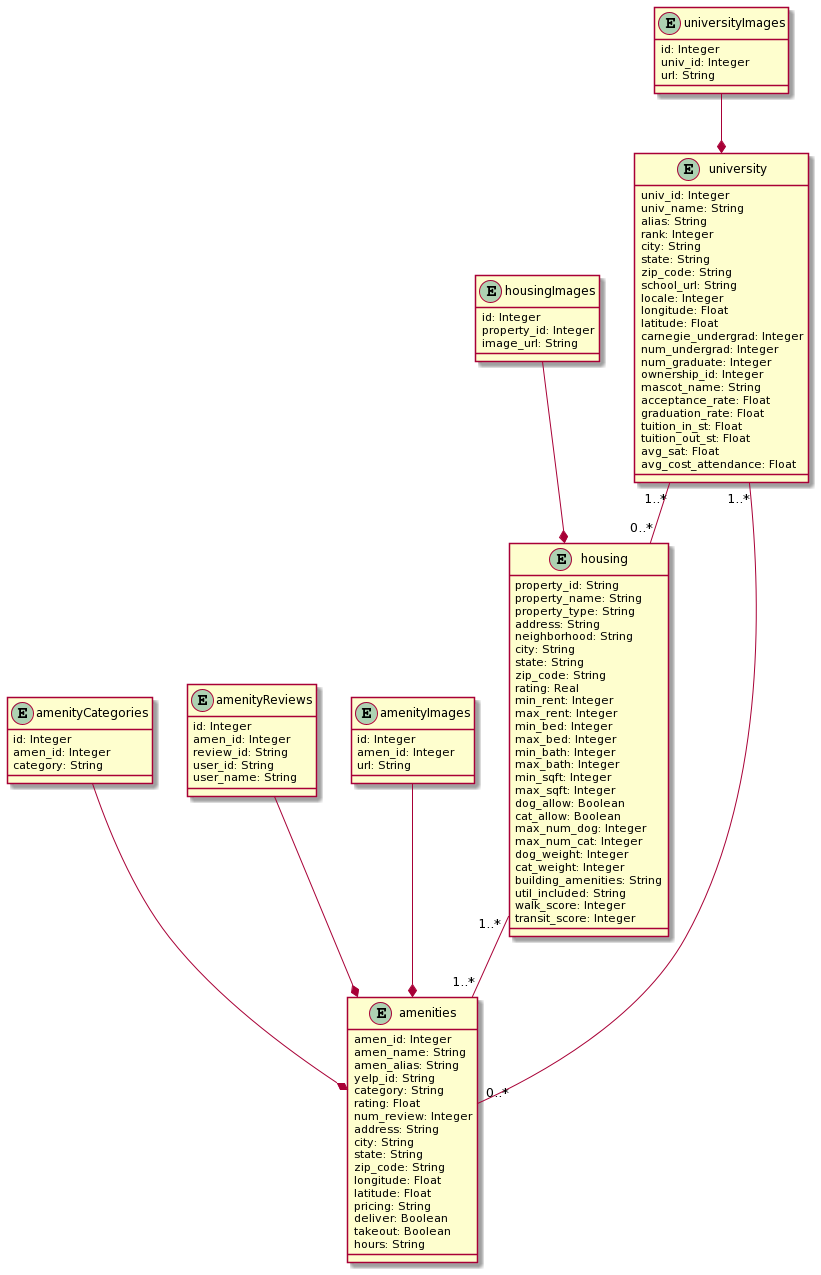 E universityImages
id: Integer
univ_id: Integer
url: String
E university
univ_id: Integer
univ_name: String
alias: String
rank: Integer
city: String
state: String
zip_code: String
school_url: String
locale: Integer
longitude: Float
latitude: Float
carnegie_undergrad: Integer
num_undergrad: Integer
num_graduate: Integer
ownership_id: Integer
mascot_name: String
acceptance_rate: Float
graduation_rate: Float
tuition_in_st: Float
tuition_out_st: Float
avg_sat: Float
avg_cost_attendance: Float
E housingImages
id: Integer
property_id: Integer
image_url: String
1..*
1..*
0..*
E housing
property_id: String
property_name: String
property_type: String
address: String
neighborhood: String
city: String
state: String
zip_code: String
rating: Real
min_rent: Integer
max_rent: Integer
min_bed: Integer
max_bed: Integer
min_bath: Integer
max_bath: Integer
min_sqft: Integer
max_sqft: Integer
dog_allow: Boolean
cat_allow: Boolean
max_num_dog: Integer
max_num_cat: Integer
dog_weight: Integer
cat_weight: Integer
building_amenities: String
util_included: String
walk_score: Integer
transit_score: Integer
E amenityCategories
id: Integer
amen_id: Integer
category: String
E amenityReviews
id: Integer
amen_id: Integer
review_id: String
user_id: String
user_name: String
E amenityImages
id: Integer
amen_id: Integer
url: String
1..*
1..*
0..*
E amenities
amen_id: Integer
amen_name: String
amen_alias: String
yelp_id: String
category: String
rating: Float
num_review: Integer
address: String
city: String
state: String
zip_code: String
longitude: Float
latitude: Float
pricing: String
deliver: Boolean
takeout: Boolean
hours: String